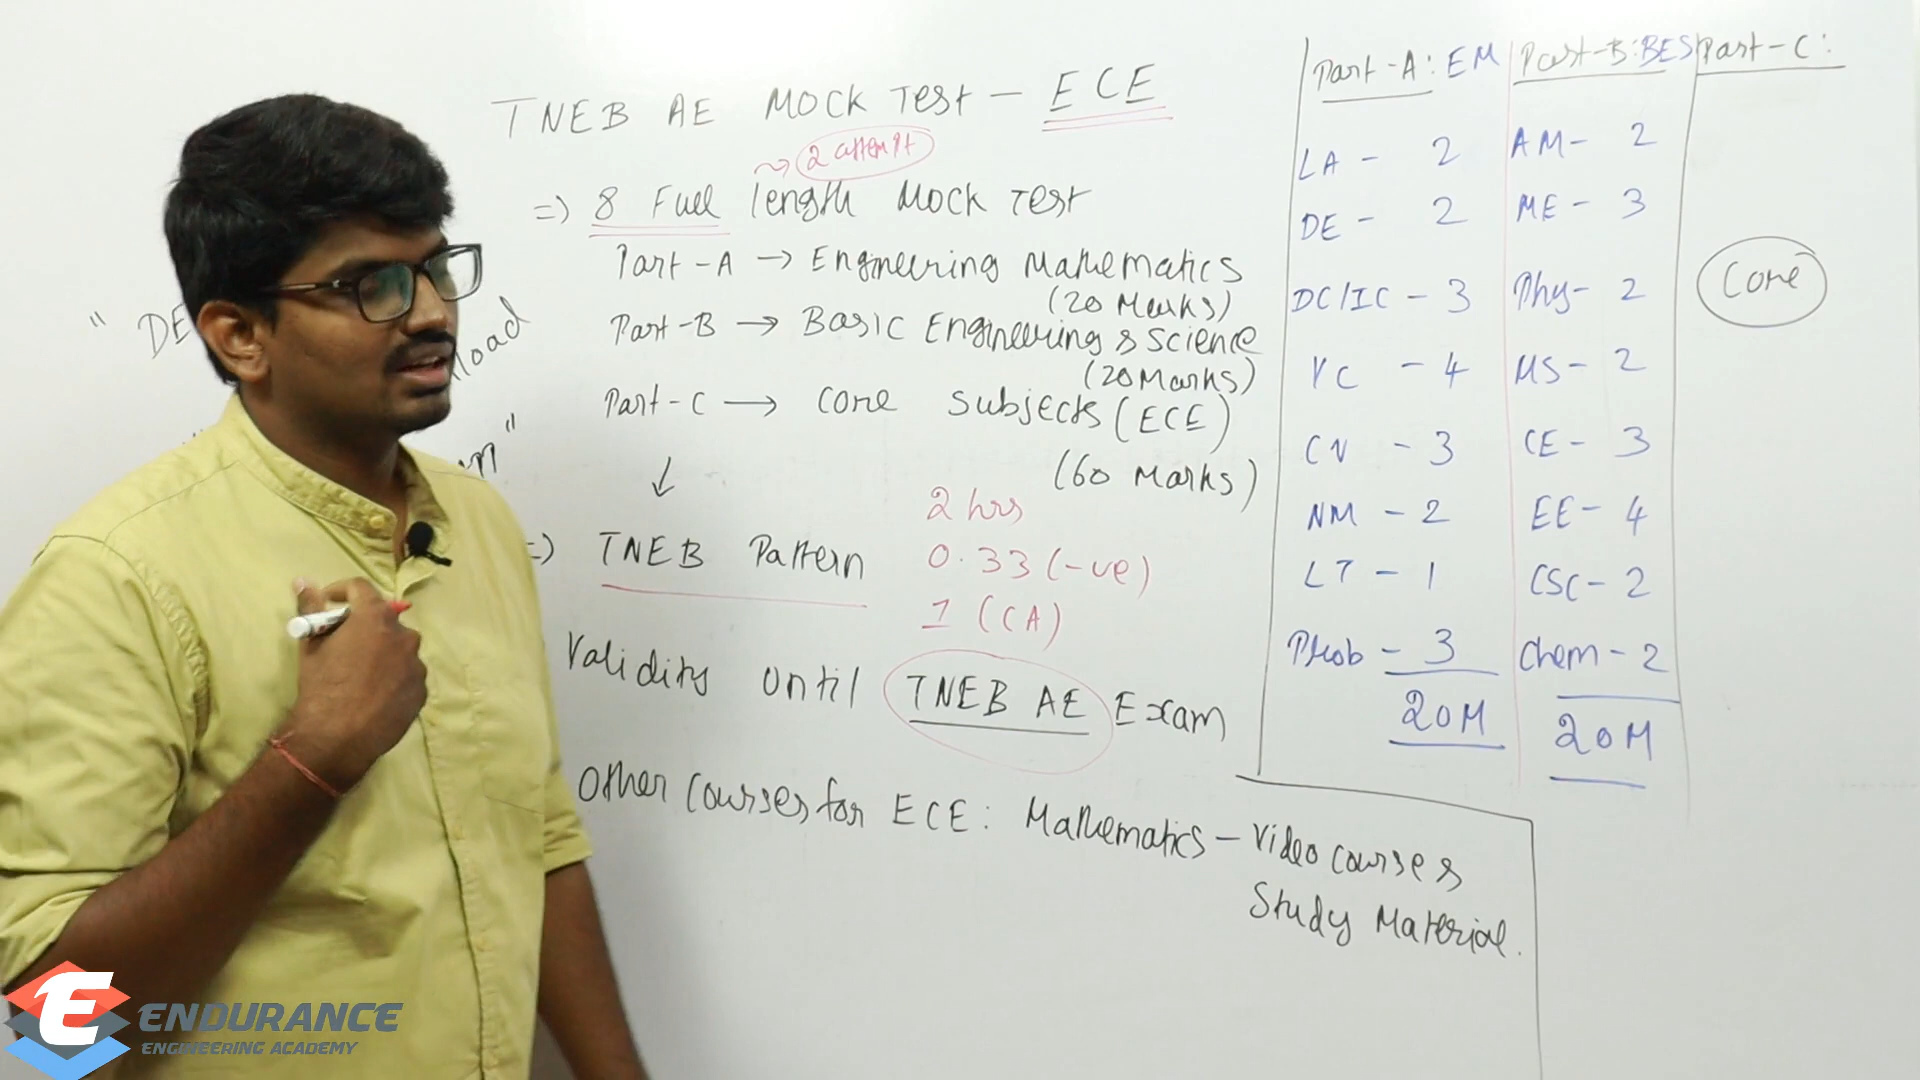 TNEB AE MOCK TEST - ECE
2 attempt
=> 8 Full length Mock Test
Part-A → Engineering Mathematics
(20 Marks)
Part-B → Basic Engineering & Science
(20 Marks)
Part-C → Core Subjects (ECE)
(60 Marks)
=> TNEB Pattern
2 hrs
0.33 (-ve)
1 (CA)
Validity until TNEB AE Exam
Other Courses for ECE: Mathematics - Video courses &
Study Material.
Part-A: EM
LA - 2
DE - 2
DC/IC - 3
VC - 4
CV - 3
NM - 2
LT - 1
Prob - 3
20M
Part-B: BES
AM- 2
ME - 3
Phy- 2
MS- 2
CE- 3
EE- 4
CSC- 2
Chem- 2
20M
Part-C:
Core
" DE
load
"
ENDURANCE
ENGINEERING ACADEMY